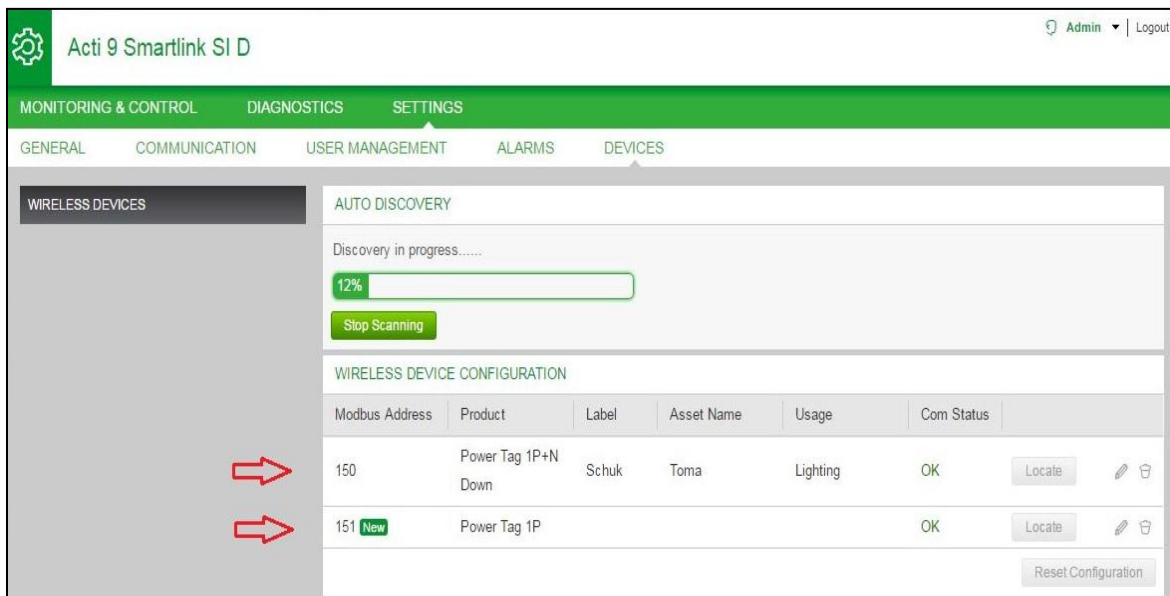 Admin | Logout
Acti 9 Smartlink SI D
MONITORING & CONTROL DIAGNOSTICS SETTINGS
GENERAL COMMUNICATION USER MANAGEMENT ALARMS DEVICES
WIRELESS DEVICES
AUTO DISCOVERY
Discovery in progress......
12%
Stop Scanning
WIRELESS DEVICE CONFIGURATION
Modbus Address Product Label Asset Name Usage Com Status
150 Power Tag 1P+N Down Schuk Toma Lighting OK Locate
151 New Power Tag 1P OK Locate
Reset Configuration